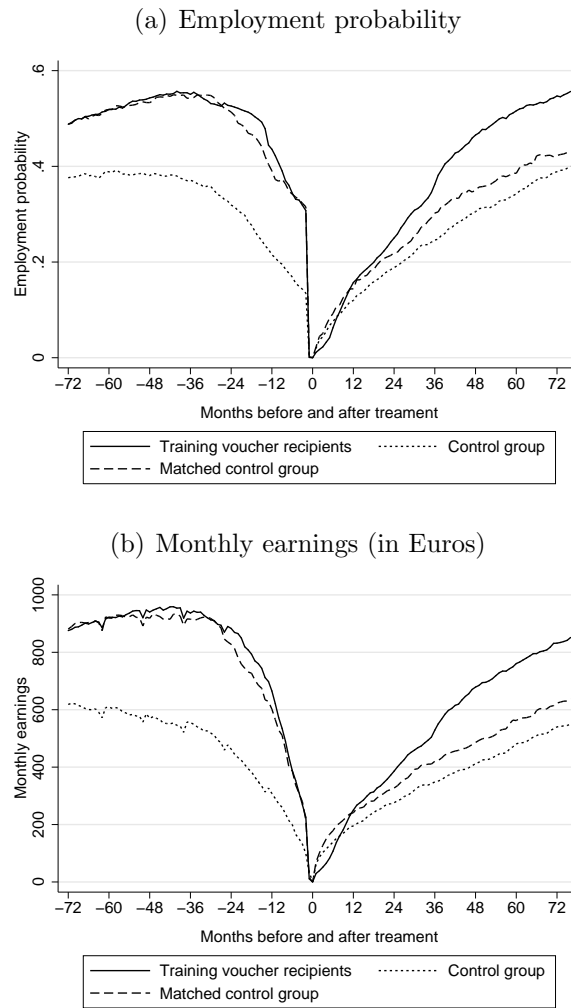 (a) Employment probability
.6
.4
.2
0
Employment probability
−72 −60 −48 −36 −24 −12 0 12 24 36 48 60 72
Months before and after treament
Training voucher recipients Control group
Matched control group
(b) Monthly earnings (in Euros)
1000
800
600
400
200
0
Monthly earnings
−72 −60 −48 −36 −24 −12 0 12 24 36 48 60 72
Months before and after treament
Training voucher recipients Control group
Matched control group